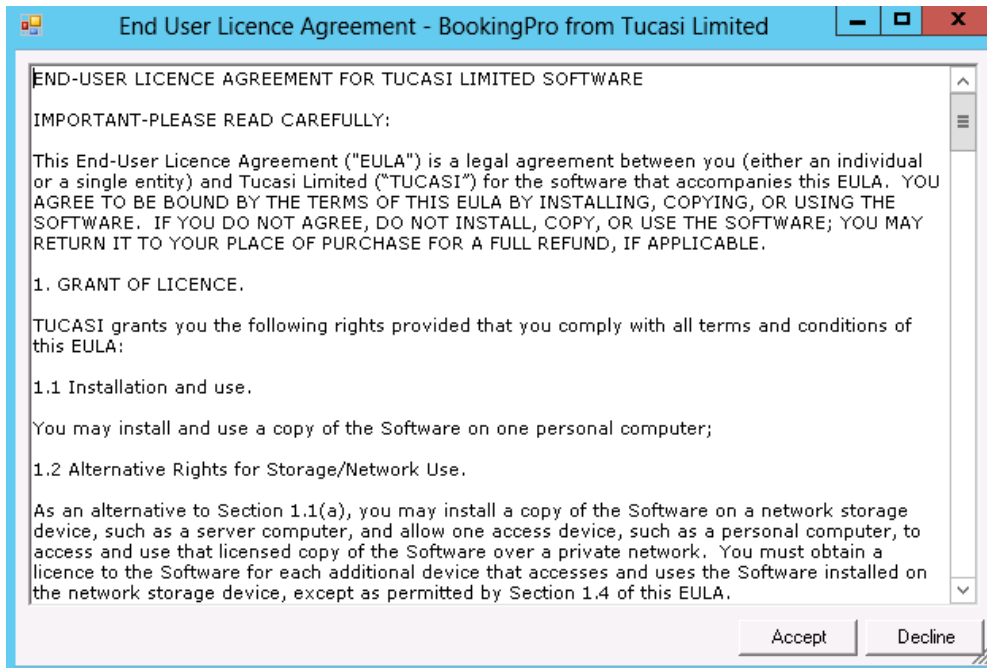 End User Licence Agreement - BookingPro from Tucasi Limited
END-USER LICENCE AGREEMENT FOR TUCASI LIMITED SOFTWARE
IMPORTANT-PLEASE READ CAREFULLY:
This End-User Licence Agreement ("EULA") is a legal agreement between you (either an individual
or a single entity) and Tucasi Limited (“TUCASI”) for the software that accompanies this EULA.  YOU
AGREE TO BE BOUND BY THE TERMS OF THIS EULA BY INSTALLING, COPYING, OR USING THE
SOFTWARE.  IF YOU DO NOT AGREE, DO NOT INSTALL, COPY, OR USE THE SOFTWARE; YOU MAY
RETURN IT TO YOUR PLACE OF PURCHASE FOR A FULL REFUND, IF APPLICABLE.
1. GRANT OF LICENCE.
TUCASI grants you the following rights provided that you comply with all terms and conditions of
this EULA:
1.1 Installation and use.
You may install and use a copy of the Software on one personal computer;
1.2 Alternative Rights for Storage/Network Use.
As an alternative to Section 1.1(a), you may install a copy of the Software on a network storage
device, such as a server computer, and allow one access device, such as a personal computer, to
access and use that licensed copy of the Software over a private network.  You must obtain a
licence to the Software for each additional device that accesses and uses the Software installed on
the network storage device, except as permitted by Section 1.4 of this EULA.
Accept Decline